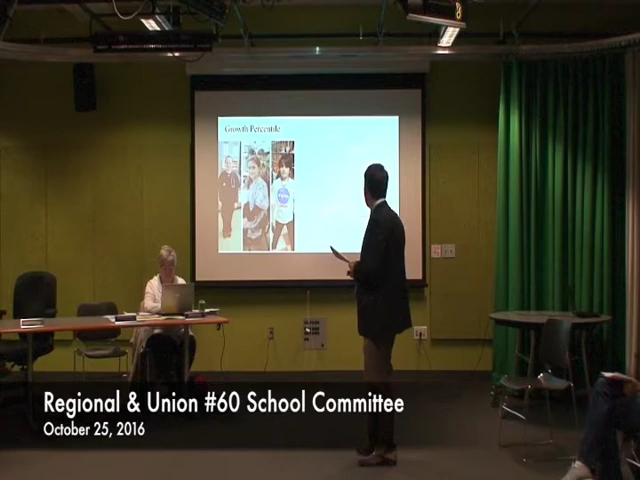 Growth Percentile
Regional & Union #60 School Committee
October 25, 2016